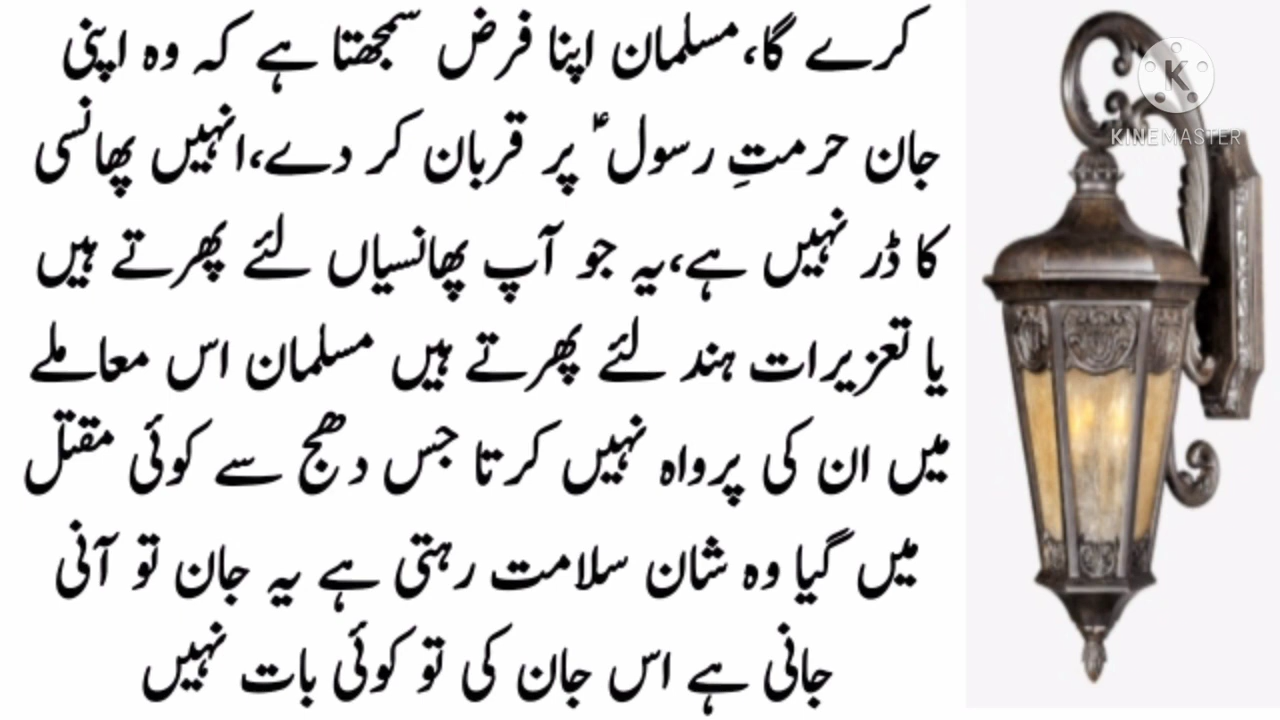 کرے گا، مسلمان اپنا فرض سمجھتا ہے کہ وہ اپنی
جان حرمتِ رسولؐ پر قربان کر دے، انہیں پھانسی
کا ڈر نہیں ہے، یہ جو آپ پھانسیاں لئے پھرتے ہیں
یا تعزیرات ہند لئے پھرتے ہیں مسلمان اس معاملے
میں ان کی پرواہ نہیں کرتا جس دھج سے کوئی مقتل
میں گیا وہ شان سلامت رہتی ہے یہ جان تو آنی
جانی ہے اس جان کی تو کوئی بات نہیں
K
KINEMASTER